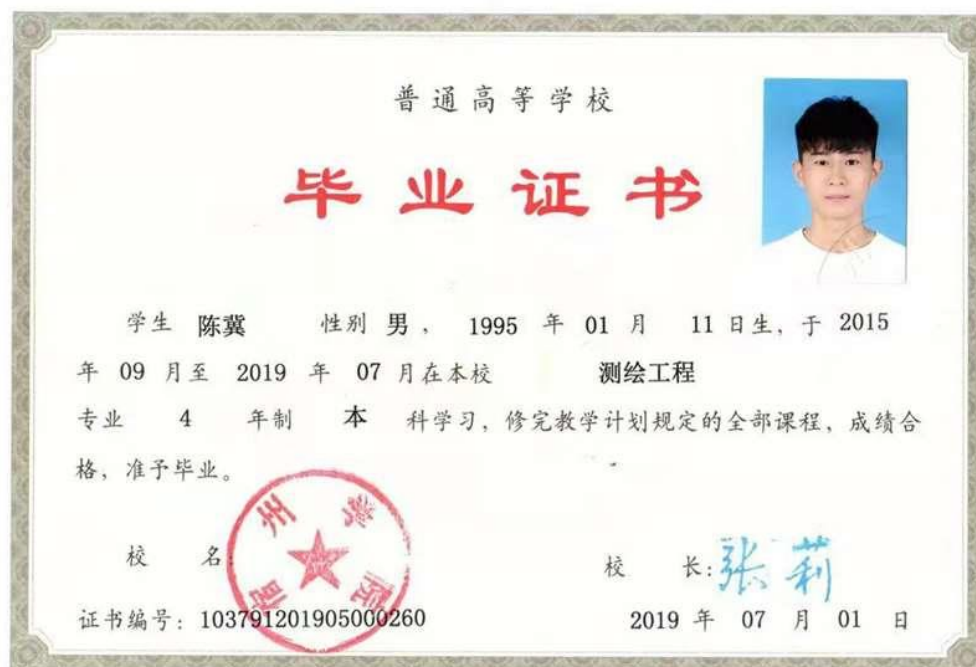 普通高等学校
毕业证书
学生 陈冀 性别 男， 1995 年 01 月 11 日生，于 2015
年 09 月至 2019 年 07 月在本校 测绘工程
专业 4 年制 本 科学习，修完教学计划规定的全部课程，成绩合
格，准予毕业。
宿州学院
校 名：
校 长：张莉
证书编号：103791201905000260
2019 年 07 月 01 日